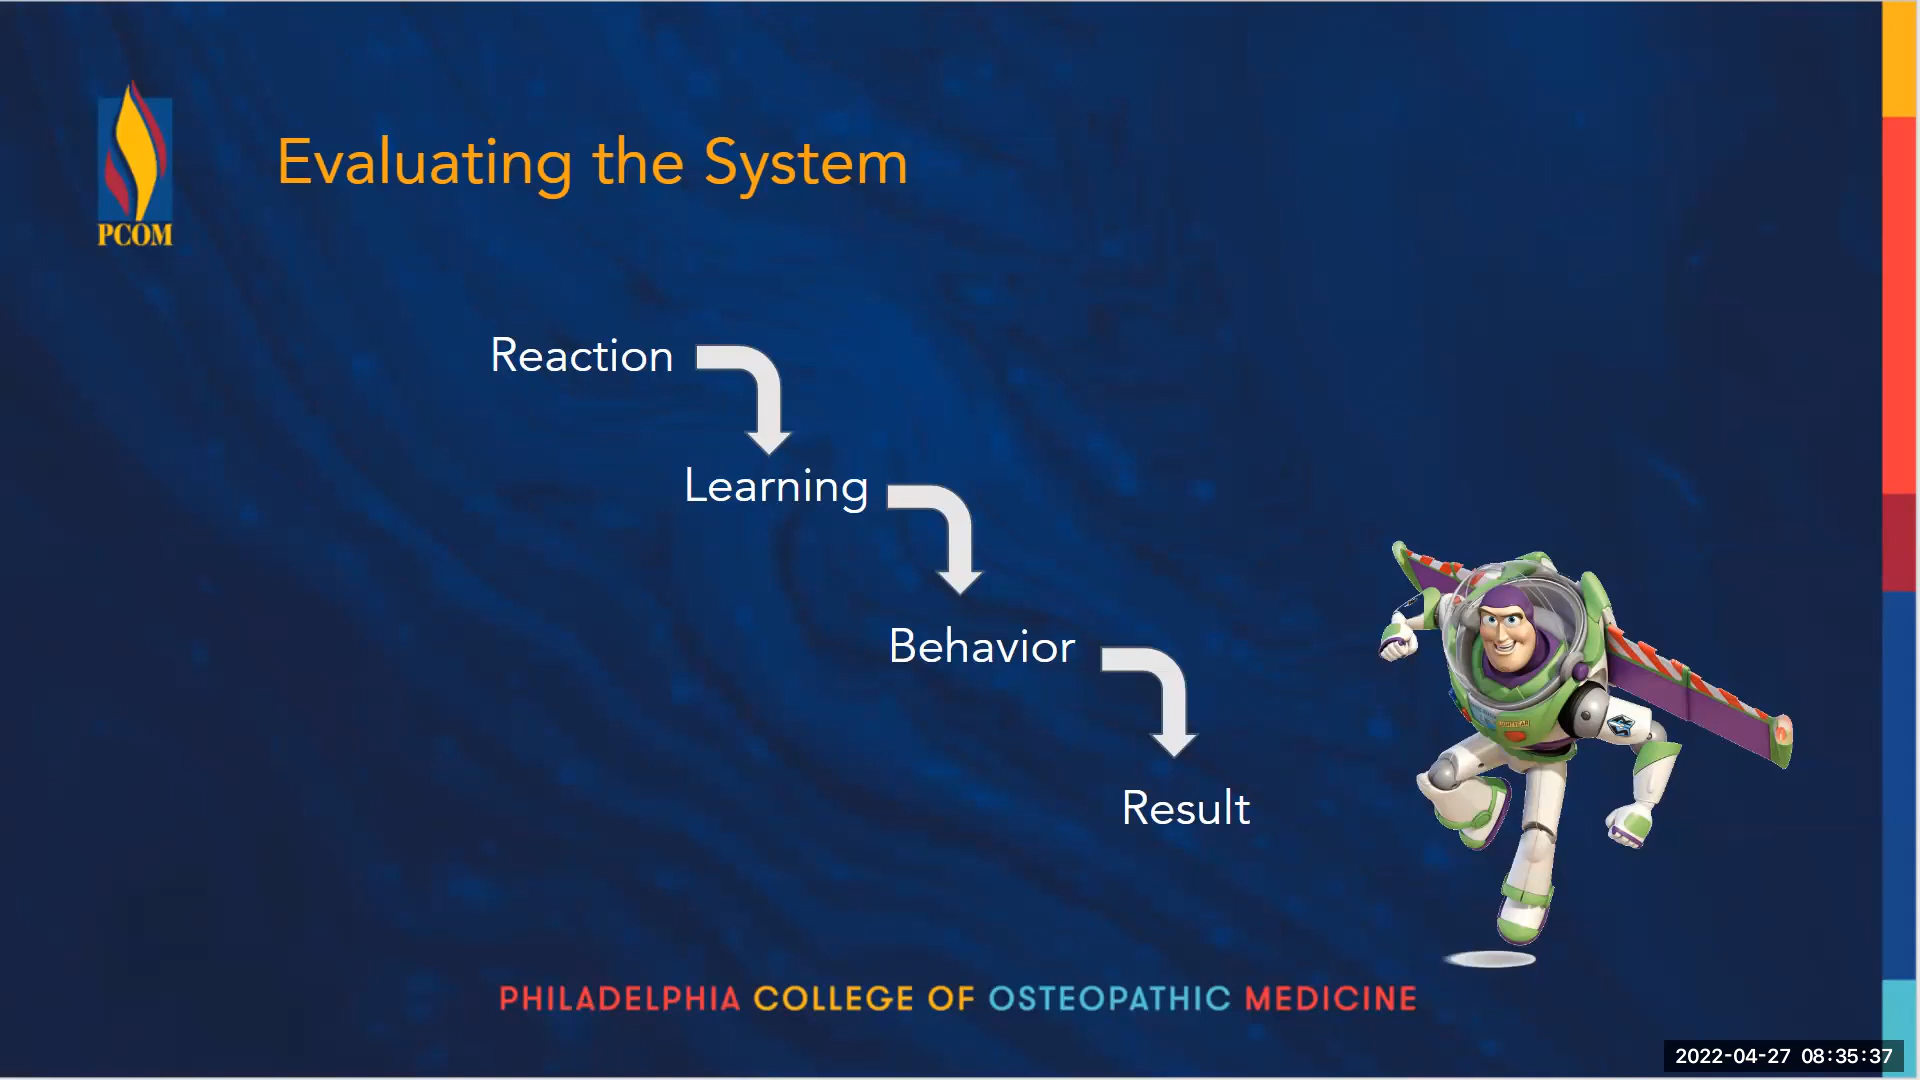 PCOM
Evaluating the System
Reaction
Learning
Behavior
Result
PHILADELPHIA COLLEGE OF OSTEOPATHIC MEDICINE
2022-04-27 08:35:37